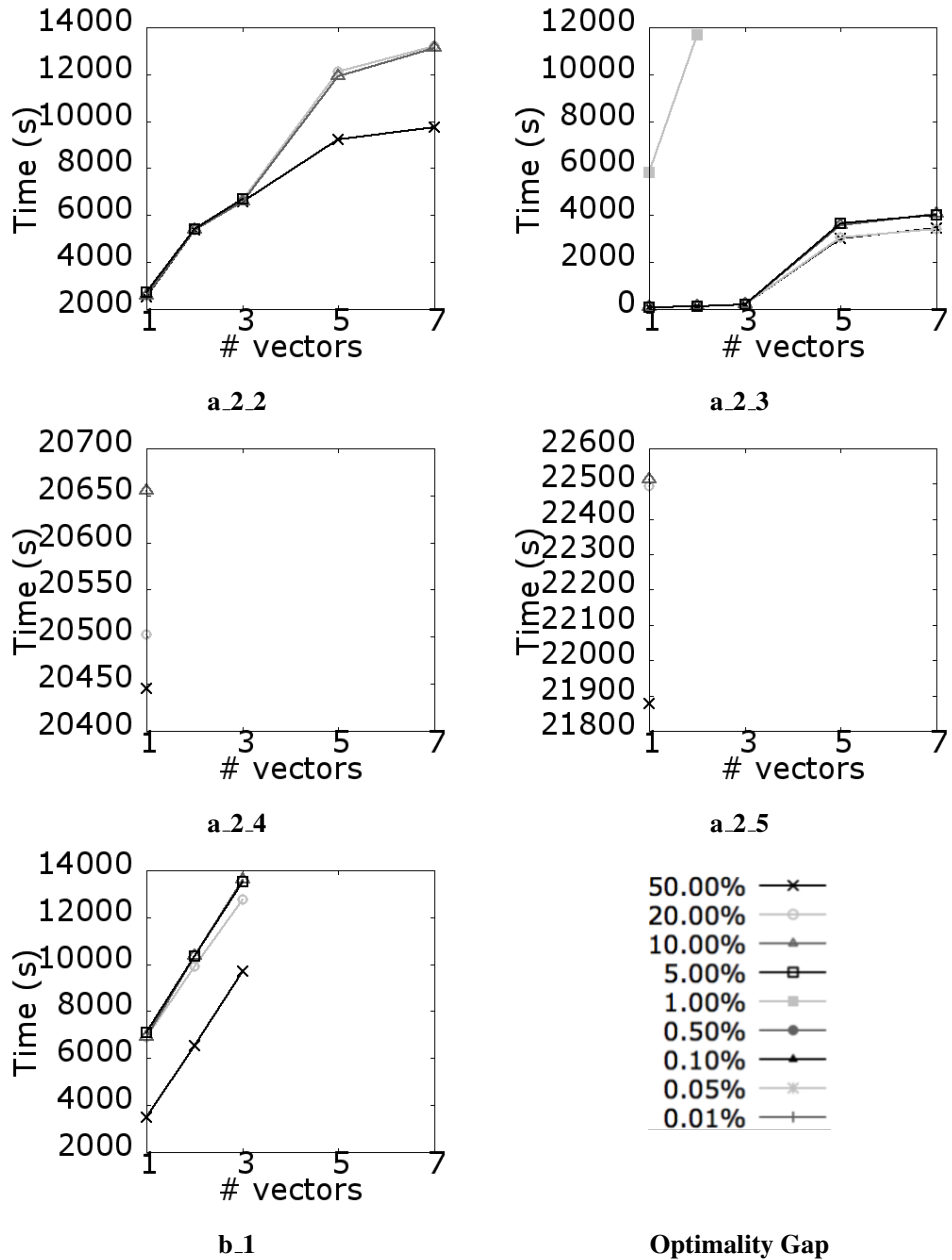 14000
12000
10000
8000
6000
4000
2000
Time (s)
1 3 5 7
# vectors
a_2_2
12000
10000
8000
6000
4000
2000
0
Time (s)
1 3 5 7
# vectors
a_2_3
20700
20650
20600
20550
20500
20450
20400
Time (s)
1 3 5 7
# vectors
a_2_4
22600
22500
22400
22300
22200
22100
22000
21900
21800
Time (s)
1 3 5 7
# vectors
a_2_5
14000
12000
10000
8000
6000
4000
2000
Time (s)
1 3 5 7
# vectors
b_1
50.00%
20.00%
10.00%
5.00%
1.00%
0.50%
0.10%
0.05%
0.01%
Optimality Gap